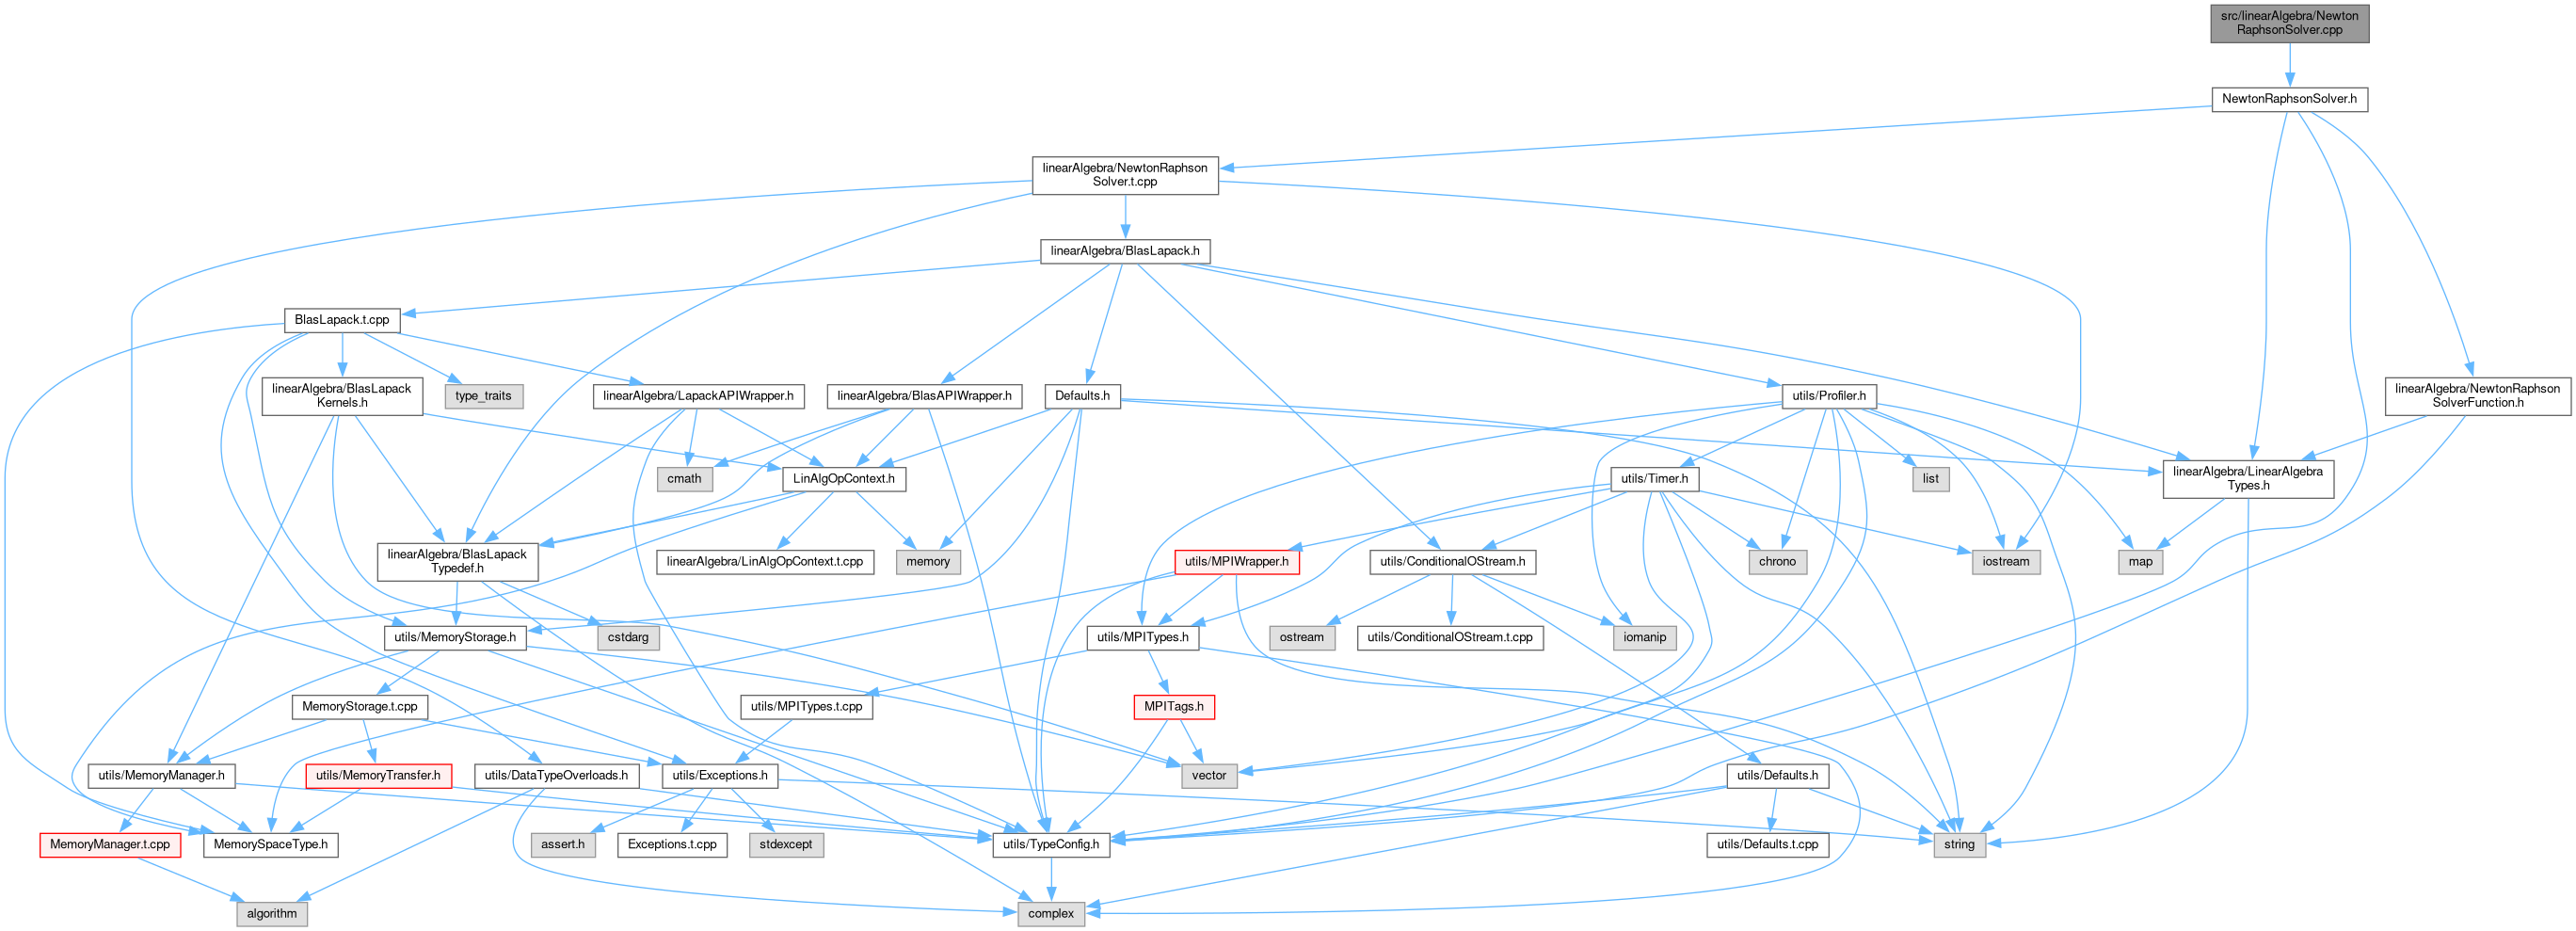 src/linearAlgebra/Newton
RaphsonSolver.cpp
NewtonRaphsonSolver.h
linearAlgebra/NewtonRaphson
Solver.t.cpp
linearAlgebra/BlasLapack.h
BlasLapack.t.cpp
linearAlgebra/BlasLapack
Kernels.h
type_traits
linearAlgebra/LapackAPIWrapper.h
linearAlgebra/BlasAPIWrapper.h
Defaults.h
utils/Profiler.h
linearAlgebra/NewtonRaphson
SolverFunction.h
cmath
LinAlgOpContext.h
utils/Timer.h
list
linearAlgebra/LinearAlgebra
Types.h
linearAlgebra/BlasLapack
Typedef.h
linearAlgebra/LinAlgOpContext.t.cpp
memory
utils/MPIWrapper.h
utils/ConditionalOStream.h
chrono
iostream
map
utils/MemoryStorage.h
cstdarg
utils/MPITypes.h
ostream
utils/ConditionalOStream.t.cpp
iomanip
MemoryStorage.t.cpp
utils/MPITypes.t.cpp
MPITags.h
utils/MemoryManager.h
utils/MemoryTransfer.h
utils/DataTypeOverloads.h
utils/Exceptions.h
vector
utils/Defaults.h
MemoryManager.t.cpp
MemorySpaceType.h
assert.h
Exceptions.t.cpp
stdexcept
utils/TypeConfig.h
utils/Defaults.t.cpp
string
algorithm
complex